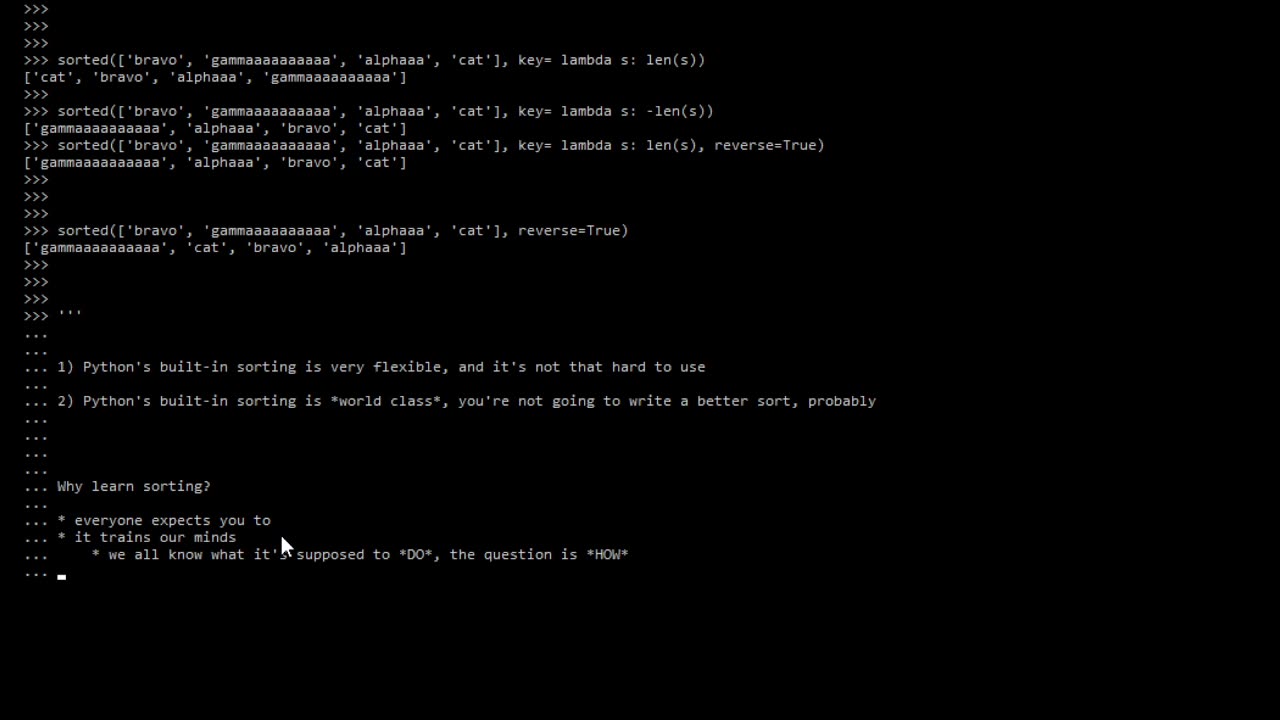 >>>
>>>
>>>
>>> sorted(['bravo', 'gammaaaaaaaaaa', 'alphaaa', 'cat'], key= lambda s: len(s))
['cat', 'bravo', 'alphaaa', 'gammaaaaaaaaaa']
>>>
>>> sorted(['bravo', 'gammaaaaaaaaaa', 'alphaaa', 'cat'], key= lambda s: -len(s))
['gammaaaaaaaaaa', 'alphaaa', 'bravo', 'cat']
>>> sorted(['bravo', 'gammaaaaaaaaaa', 'alphaaa', 'cat'], key= lambda s: len(s), reverse=True)
['gammaaaaaaaaaa', 'alphaaa', 'bravo', 'cat']
>>>
>>>
>>>
>>> sorted(['bravo', 'gammaaaaaaaaaa', 'alphaaa', 'cat'], reverse=True)
['gammaaaaaaaaaa', 'cat', 'bravo', 'alphaaa']
>>>
>>>
>>>
>>> '''
...
...
... 1) Python's built-in sorting is very flexible, and it's not that hard to use
...
... 2) Python's built-in sorting is *world class*, you're not going to write a better sort, probably
...
...
...
...
... Why learn sorting?
...
... * everyone expects you to
... * it trains our minds
...     * we all know what it's supposed to *DO*, the question is *HOW*
...